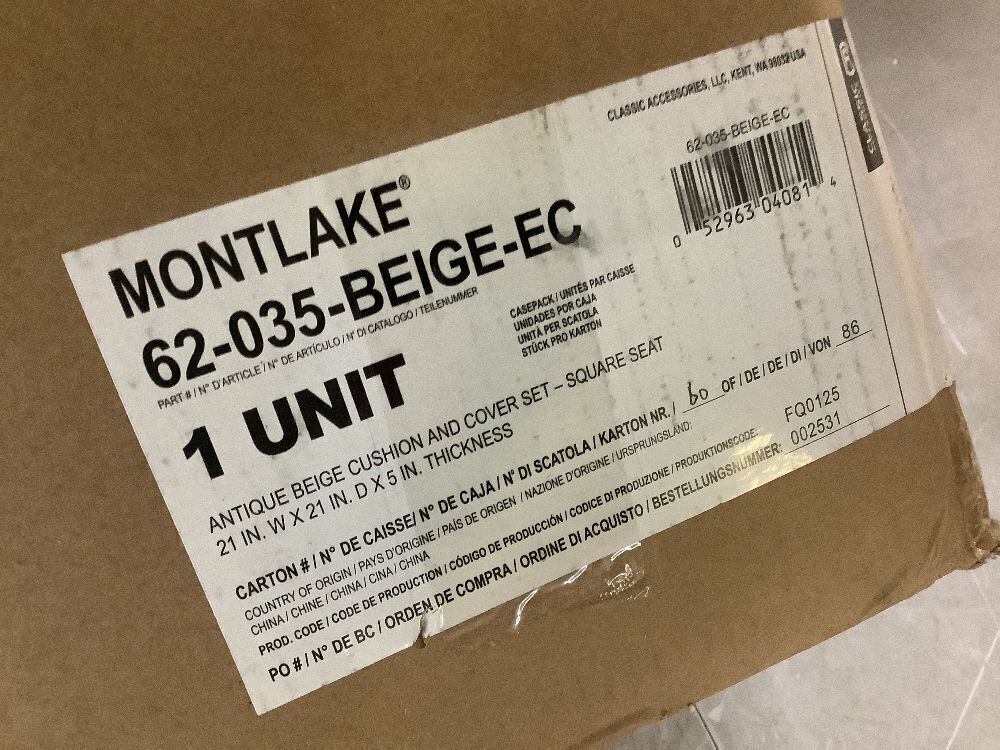 CLASSIC ACCESSORIES, LLC, KENT, WA 98032 USA
MONTLAKE®
62-035-BEIGE-EC
PART # / N° D'ARTICLE / N° DE ARTÍCULO / N° DI CATALOGO / TEILENUMMER
62-035-BEIGE-EC
0 52963 04081 4
1 UNIT
CASEPACK / UNITÉS PAR CAISSE
UNIDADES POR CAJA
UNITÀ PER SCATOLA
STÜCK PRO KARTON
ANTIQUE BEIGE CUSHION AND COVER SET – SQUARE SEAT
21 IN. W X 21 IN. D X 5 IN. THICKNESS
CARTON # / N° DE CAISSE/ N° DE CAJA / N° DI SCATOLA / KARTON NR. / OF / DE / DE / DI / VON 86
COUNTRY OF ORIGIN / PAYS D'ORIGINE / PAÍS DE ORIGEN / NAZIONE D'ORIGINE / URSPRUNGSLAND:
CHINA / CHINE / CHINA / CINA / CHINA
PROD. CODE / CODE DE PRODUCTION / CÓDIGO DE PRODUCCIÓN / CODICE DI PRODUZIONE / PRODUKTIONSCODE: FQ0125
PO # / N° DE BC / ORDEN DE COMPRA / ORDINE DI ACQUISTO / BESTELLUNGSNUMMER: 002531